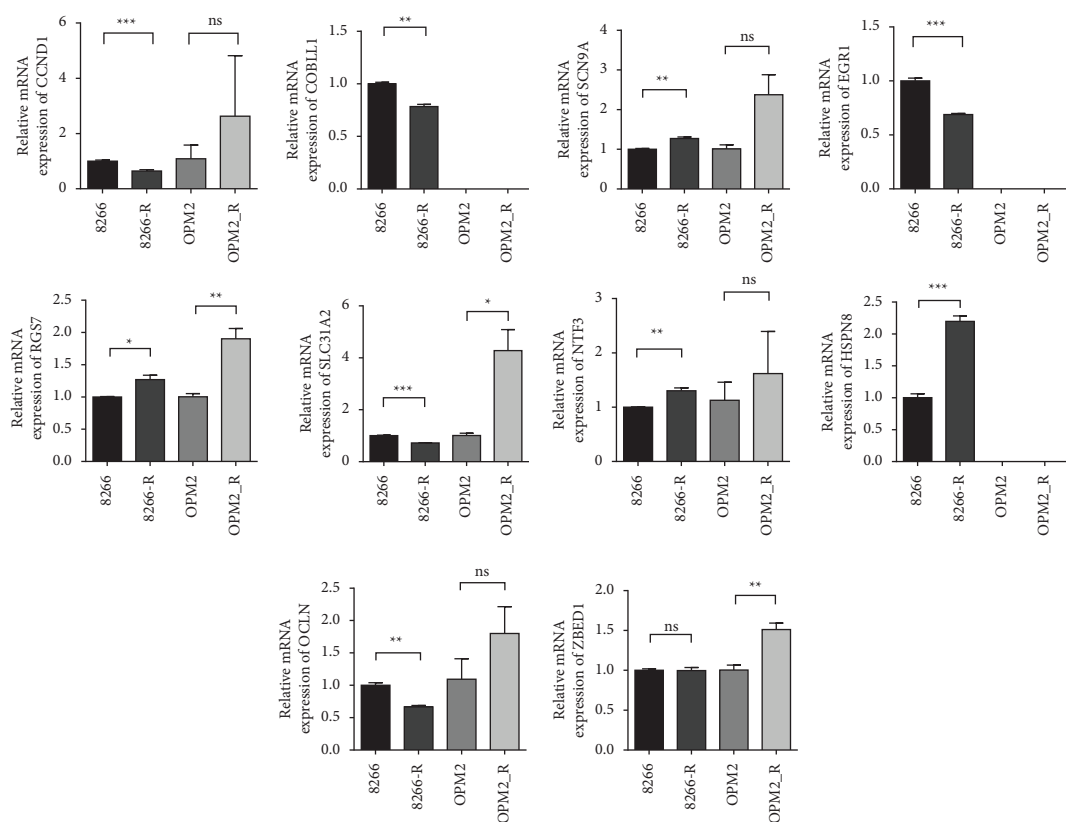 Relative mRNA
expression of CCND1
6
4
2
0
***
ns
8266
8266-R
OPM2
OPM2_R
Relative mRNA
expression of COBLL1
1.5
1.0
0.5
0.0
**
8266
8266-R
OPM2
OPM2_R
Relative mRNA
expression of SCN9A
4
3
2
1
0
**
ns
8266
8266-R
OPM2
OPM2_R
Relative mRNA
expression of EGR1
1.5
1.0
0.5
0.0
***
8266
8266-R
OPM2
OPM2_R
Relative mRNA
expression of RGS7
2.5
2.0
1.5
1.0
0.5
0.0
*
**
8266
8266-R
OPM2
OPM2_R
Relative mRNA
expression of SLC31A2
6
4
2
0
***
*
8266
8266-R
OPM2
OPM2_R
Relative mRNA
expression of NTF3
3
2
1
0
**
ns
8266
8266-R
OPM2
OPM2_R
Relative mRNA
expression of HSPN8
2.5
2.0
1.5
1.0
0.5
0.0
***
8266
8266-R
OPM2
OPM2_R
Relative mRNA
expression of OCLN
2.5
2.0
1.5
1.0
0.5
0.0
**
ns
8266
8266-R
OPM2
OPM2_R
Relative mRNA
expression of ZBED1
2.0
1.5
1.0
0.5
0.0
ns
**
8266
8266-R
OPM2
OPM2_R